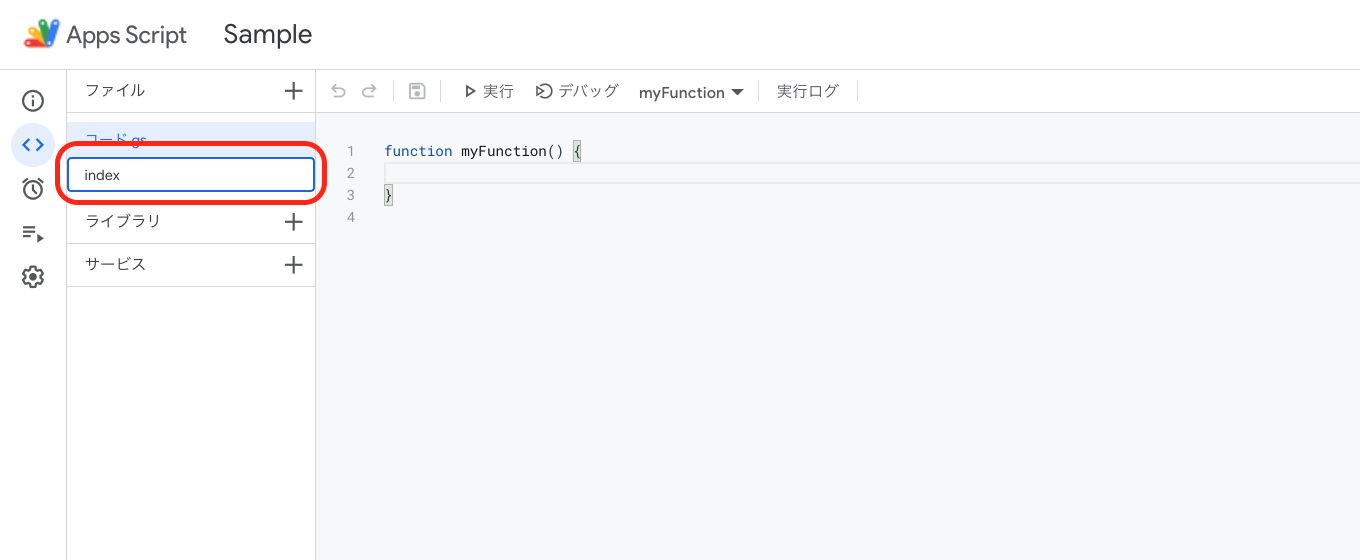 Apps Script Sample
ファイル
実行 デバッグ myFunction 実行ログ
コード.gs
index
ライブラリ
サービス
1 function myFunction() {
2
3 }
4